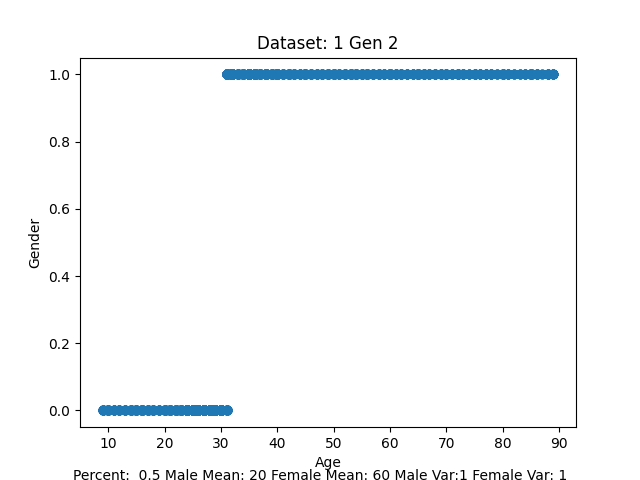 Dataset: 1 Gen 2
1.0
0.8
0.6
0.4
0.2
0.0
Gender
10 20 30 40 50 60 70 80 90
Age
Percent:  0.5 Male Mean: 20 Female Mean: 60 Male Var:1 Female Var: 1